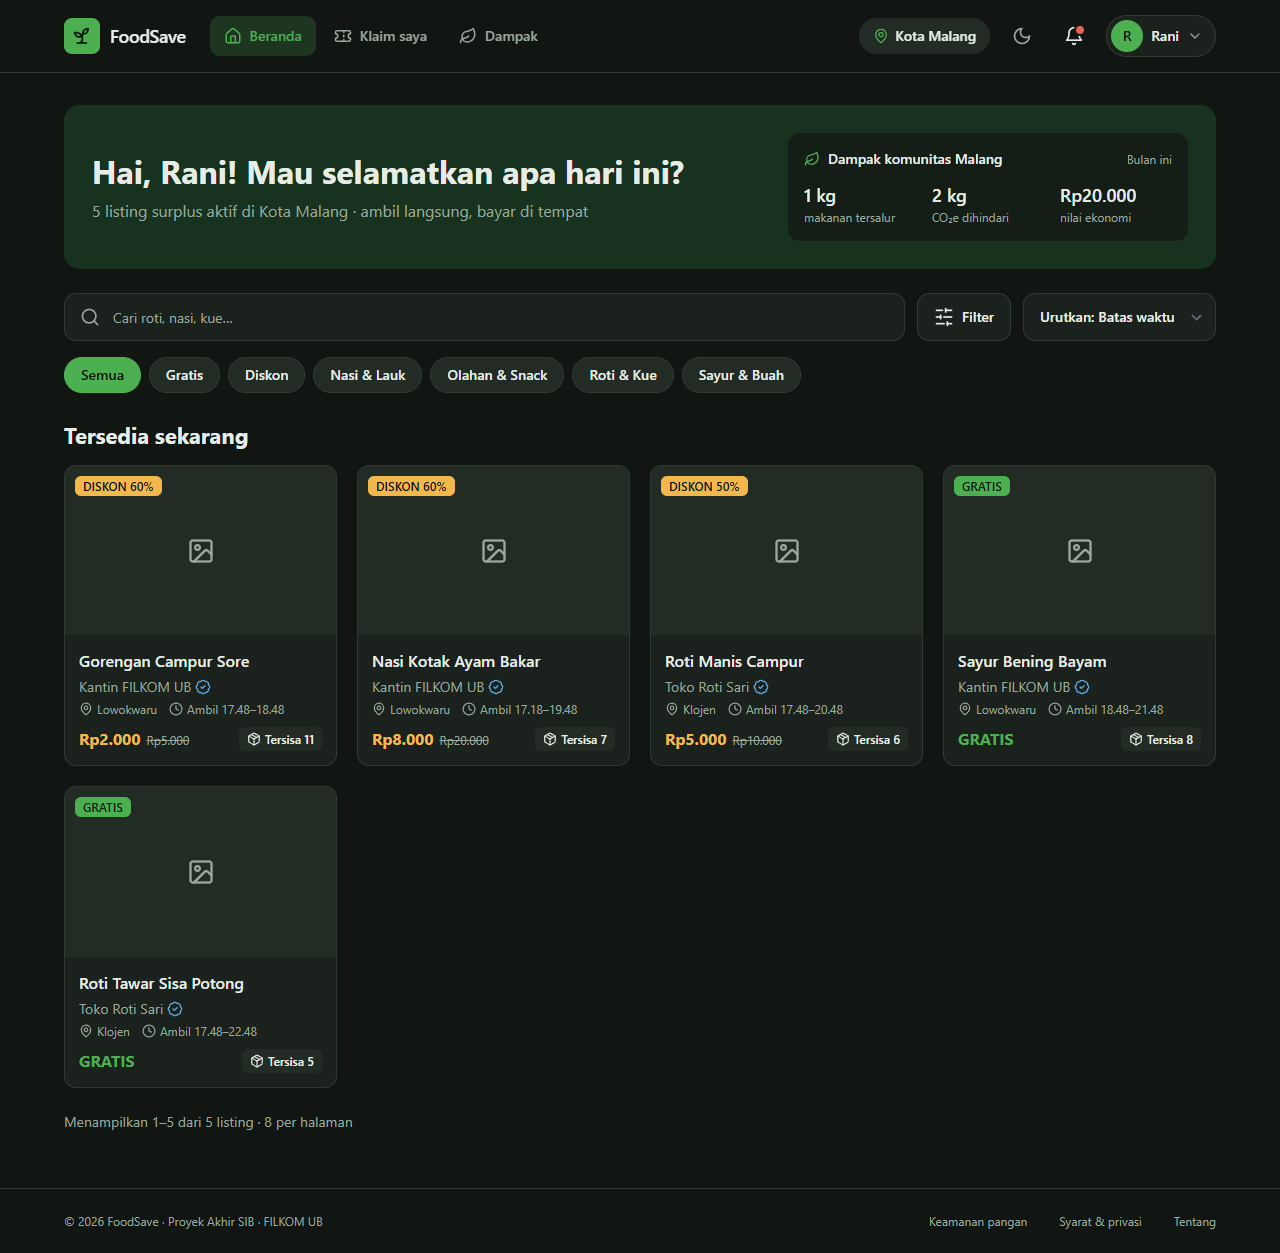 FoodSave
Beranda
Klaim saya
Dampak
Kota Malang
R
Rani
Hai, Rani! Mau selamatkan apa hari ini?
5 listing surplus aktif di Kota Malang · ambil langsung, bayar di tempat
Dampak komunitas Malang
Bulan ini
1 kg
makanan tersalur
2 kg
CO₂e dihindari
Rp20.000
nilai ekonomi
Cari roti, nasi, kue...
Filter
Urutkan: Batas waktu
Semua
Gratis
Diskon
Nasi & Lauk
Olahan & Snack
Roti & Kue
Sayur & Buah
Tersedia sekarang
DISKON 60%
Gorengan Campur Sore
Kantin FILKOM UB
Lowokwaru
Ambil 17.48–18.48
Rp2.000 Rp5.000
Tersisa 11
DISKON 60%
Nasi Kotak Ayam Bakar
Kantin FILKOM UB
Lowokwaru
Ambil 17.18–19.48
Rp8.000 Rp20.000
Tersisa 7
DISKON 50%
Roti Manis Campur
Toko Roti Sari
Klojen
Ambil 17.48–20.48
Rp5.000 Rp10.000
Tersisa 6
GRATIS
Sayur Bening Bayam
Kantin FILKOM UB
Lowokwaru
Ambil 18.48–21.48
GRATIS
Tersisa 8
GRATIS
Roti Tawar Sisa Potong
Toko Roti Sari
Klojen
Ambil 17.48–22.48
GRATIS
Tersisa 5
Menampilkan 1–5 dari 5 listing · 8 per halaman
© 2026 FoodSave · Proyek Akhir SIB · FILKOM UB
Keamanan pangan
Syarat & privasi
Tentang